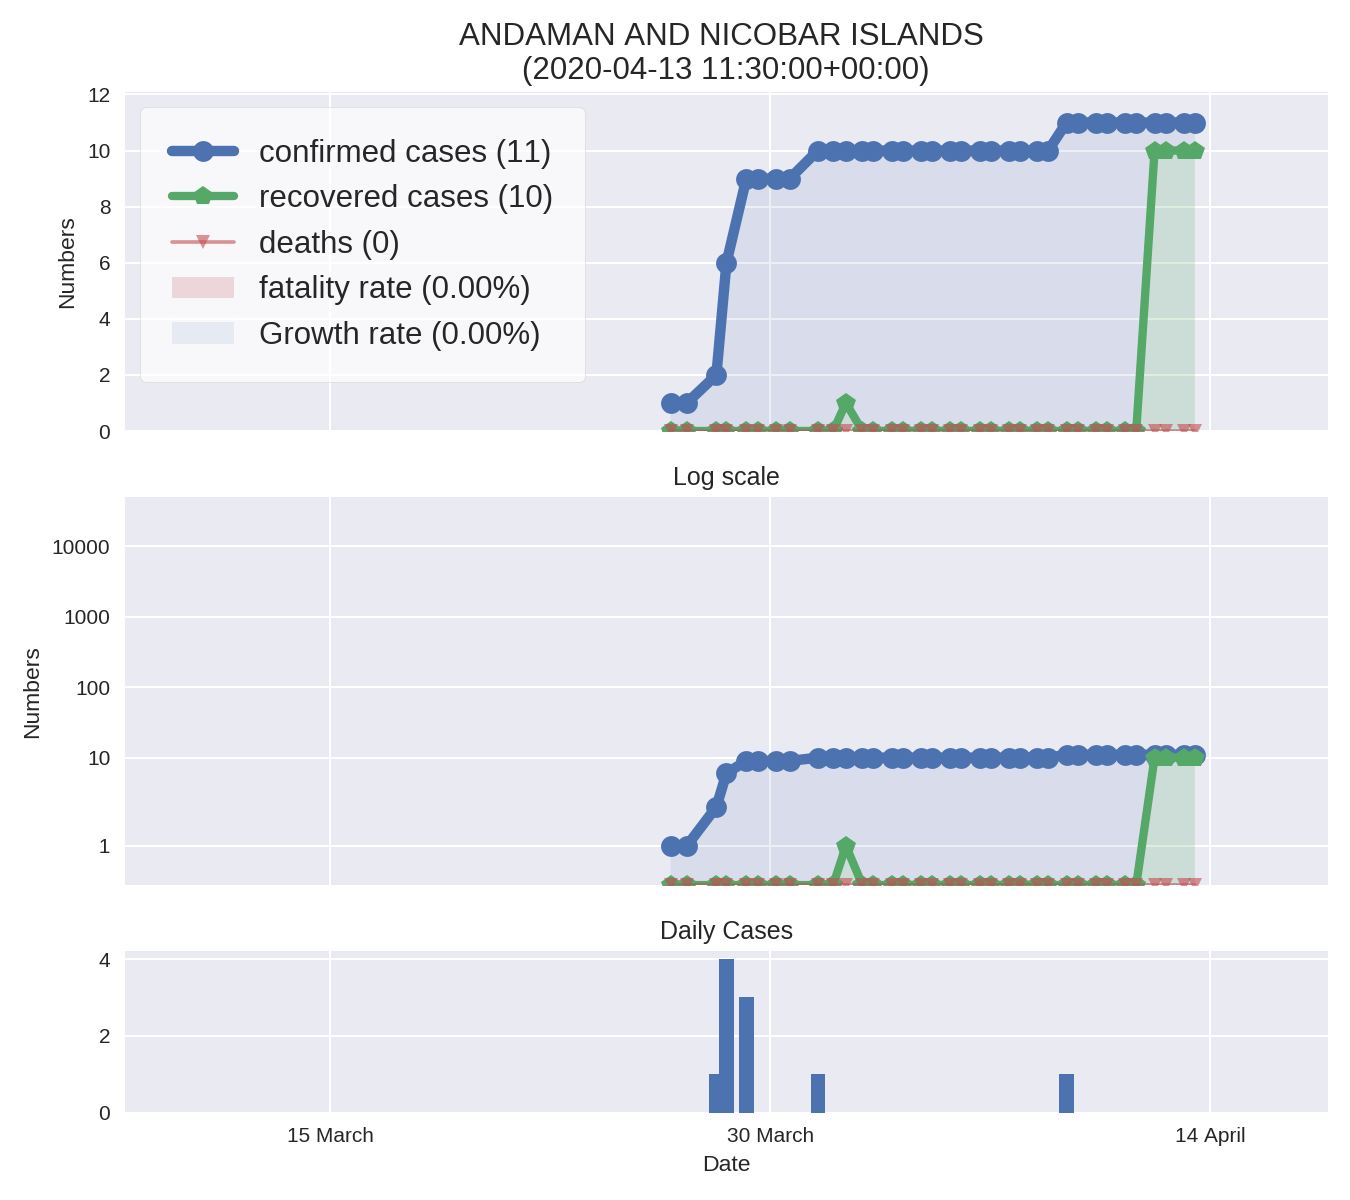 ANDAMAN AND NICOBAR ISLANDS
(2020-04-13 11:30:00+00:00)
12
10
8
6
4
2
0
Numbers
confirmed cases (11)
recovered cases (10)
deaths (0)
fatality rate (0.00%)
Growth rate (0.00%)
Log scale
10000
1000
100
10
1
Numbers
Daily Cases
4
2
0
15 March
30 March
14 April
Date